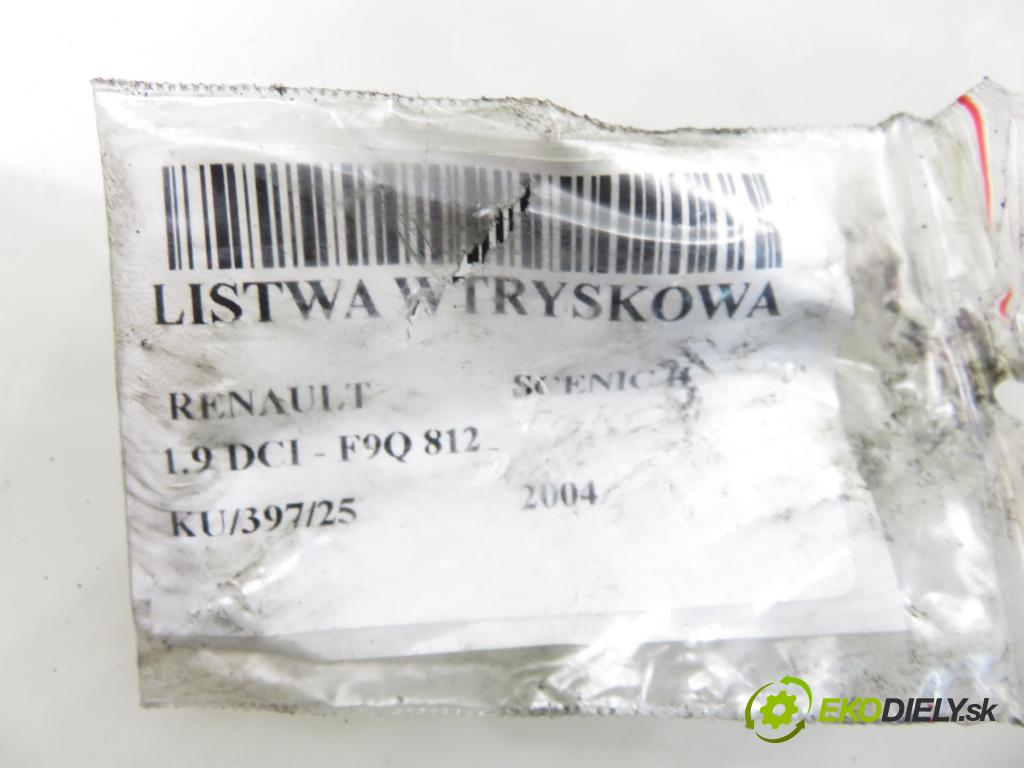 LISTWA WTRYSKOWA
RENAULT SCENIC II
1.9 DCI - F9Q 812
KU/397/25 2004
EKODIELY.sk